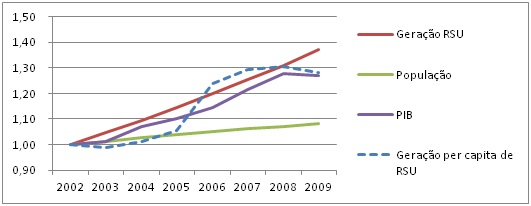 1,50
1,40
1,30
1,20
1,10
1,00
0,90
2002 2003 2004 2005 2006 2007 2008 2009
Geração RSU
População
PIB
Geração per capita de
RSU